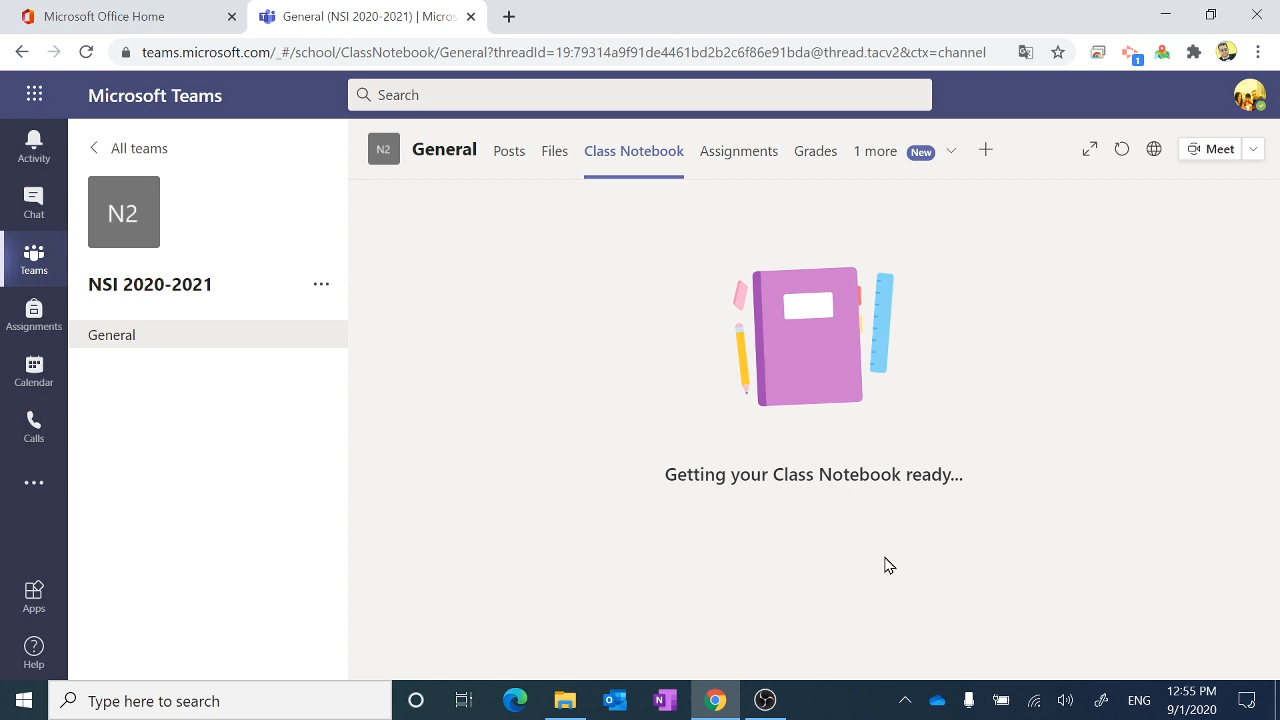 Microsoft Office Home
General (NSI 2020-2021) | Micros
teams.microsoft.com/_#/school/ClassNotebook/General?threadId=19:79314a9f91de4461bd2b2c6f86e91bda@thread.tacv2&ctx=channel
1
Microsoft Teams
Search
Activity
Chat
Teams
Assignments
Calendar
Calls
Apps
Help
All teams
N2
NSI 2020-2021
General
N2
General
Posts
Files
Class Notebook
Assignments
Grades
1 more
New
Meet
Getting your Class Notebook ready...
Type here to search
ENG
12:55 PM
9/1/2020